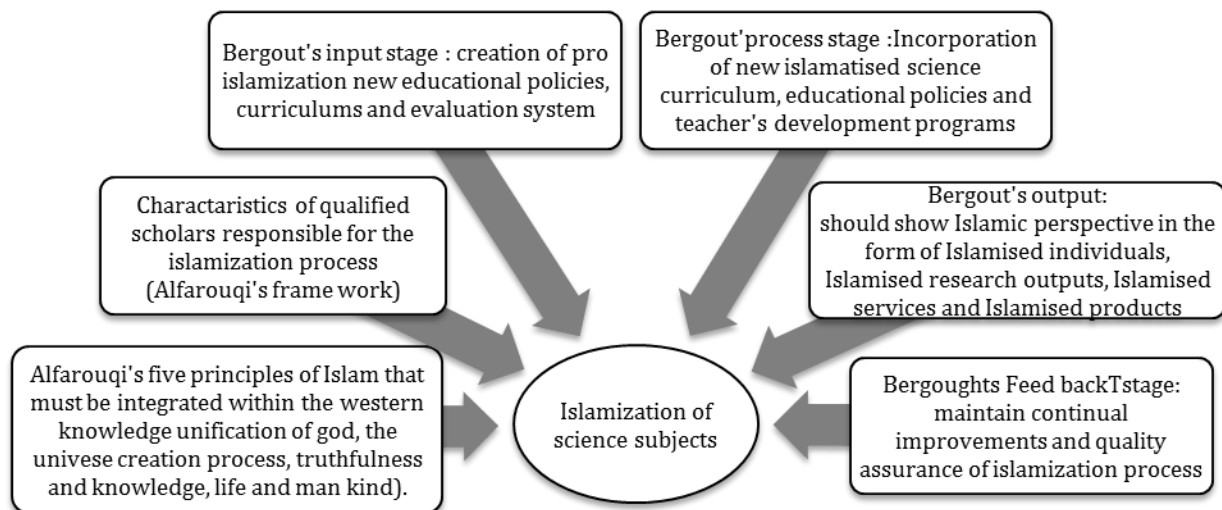 Bergout's input stage : creation of pro
islamization new educational policies,
curriculums and evaluation system
Bergout'process stage :Incorporation
of new islamatised science
curriculum, educational policies and
teacher's development programs
Charactaristics of qualified
scholars responsible for the
islamization process
(Alfarouqi's frame work)
Bergout's output:
should show Islamic perspective in the
form of Islamised individuals,
Islamised research outputs, Islamised
services and Islamised products
Alfarouqi's five principles of Islam that
must be integrated within the western
knowledge unification of god, the
univese creation process, truthfulness
and knowledge, life and man kind).
Islamization of
science subjects
Bergoughts Feed backTstage:
maintain continual
improvements and quality
assurance of islamization process